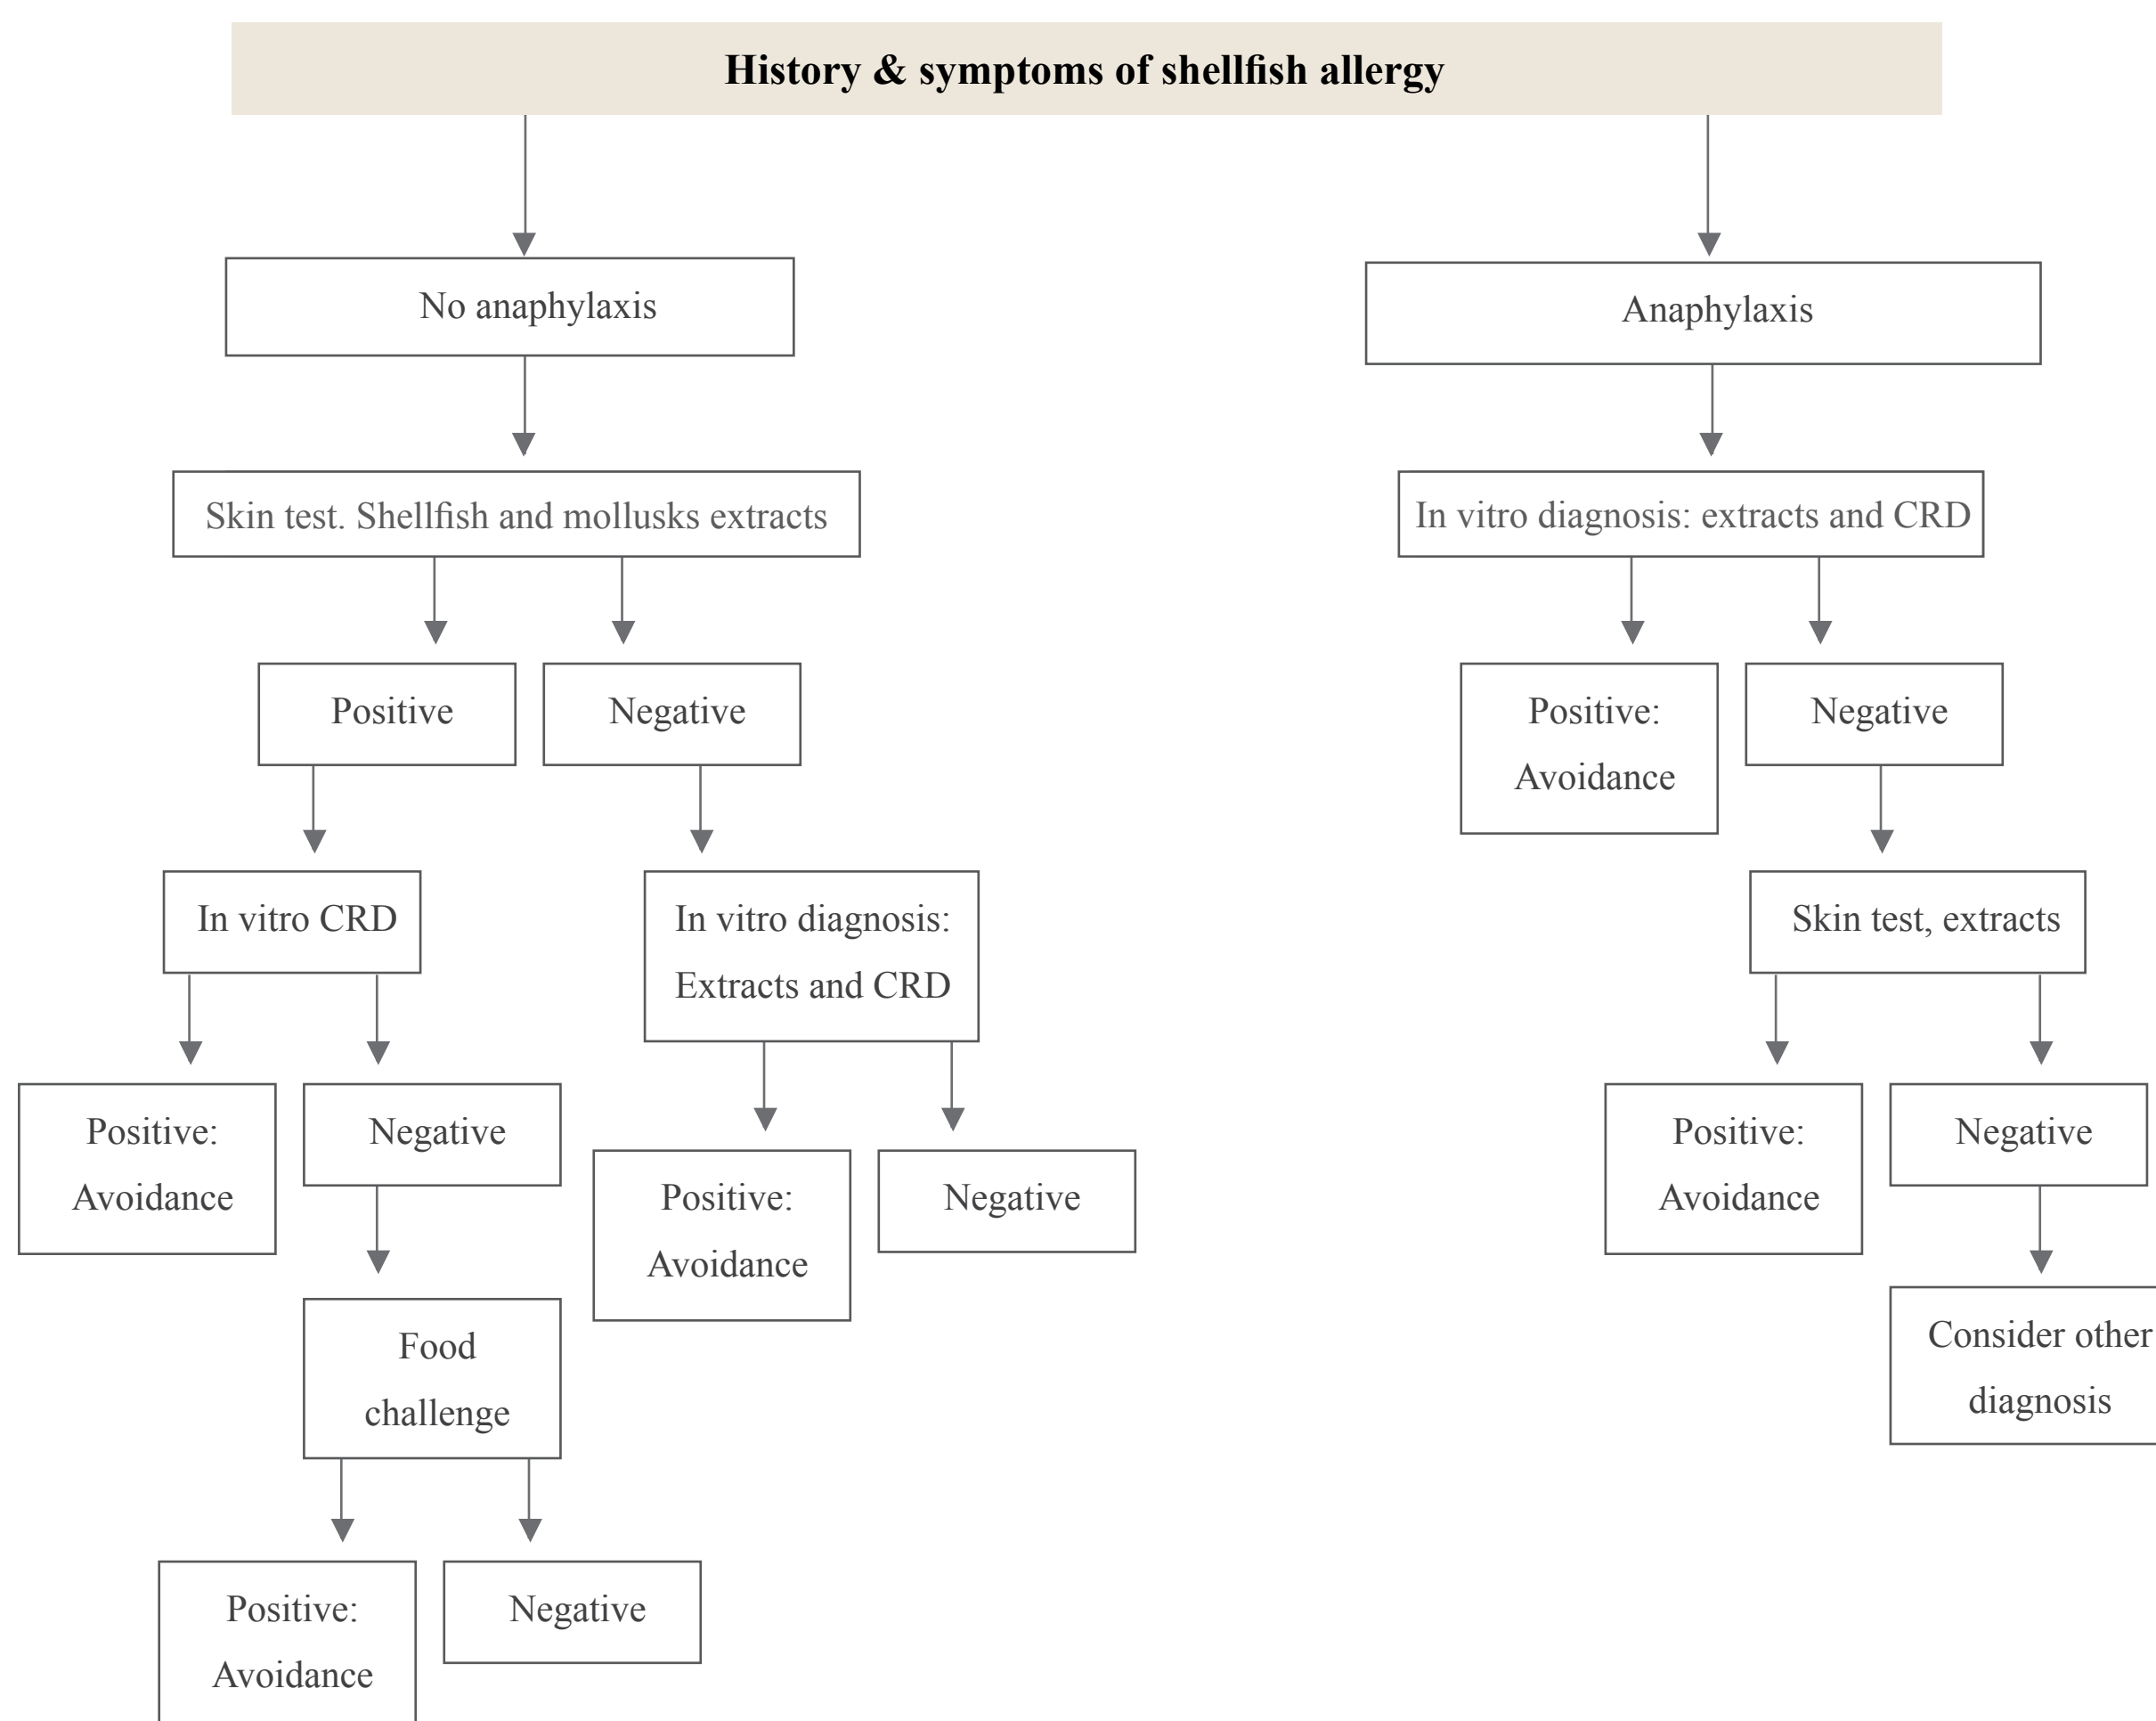 History & symptoms of shellfish allergy
No anaphylaxis
Anaphylaxis
Skin test. Shellfish and mollusks extracts
In vitro diagnosis: extracts and CRD
Positive
Negative
Positive:
Avoidance
Negative
In vitro CRD
In vitro diagnosis:
Extracts and CRD
Skin test, extracts
Positive:
Avoidance
Negative
Positive:
Avoidance
Negative
Positive:
Avoidance
Negative
Food
challenge
Consider other
diagnosis
Positive:
Avoidance
Negative